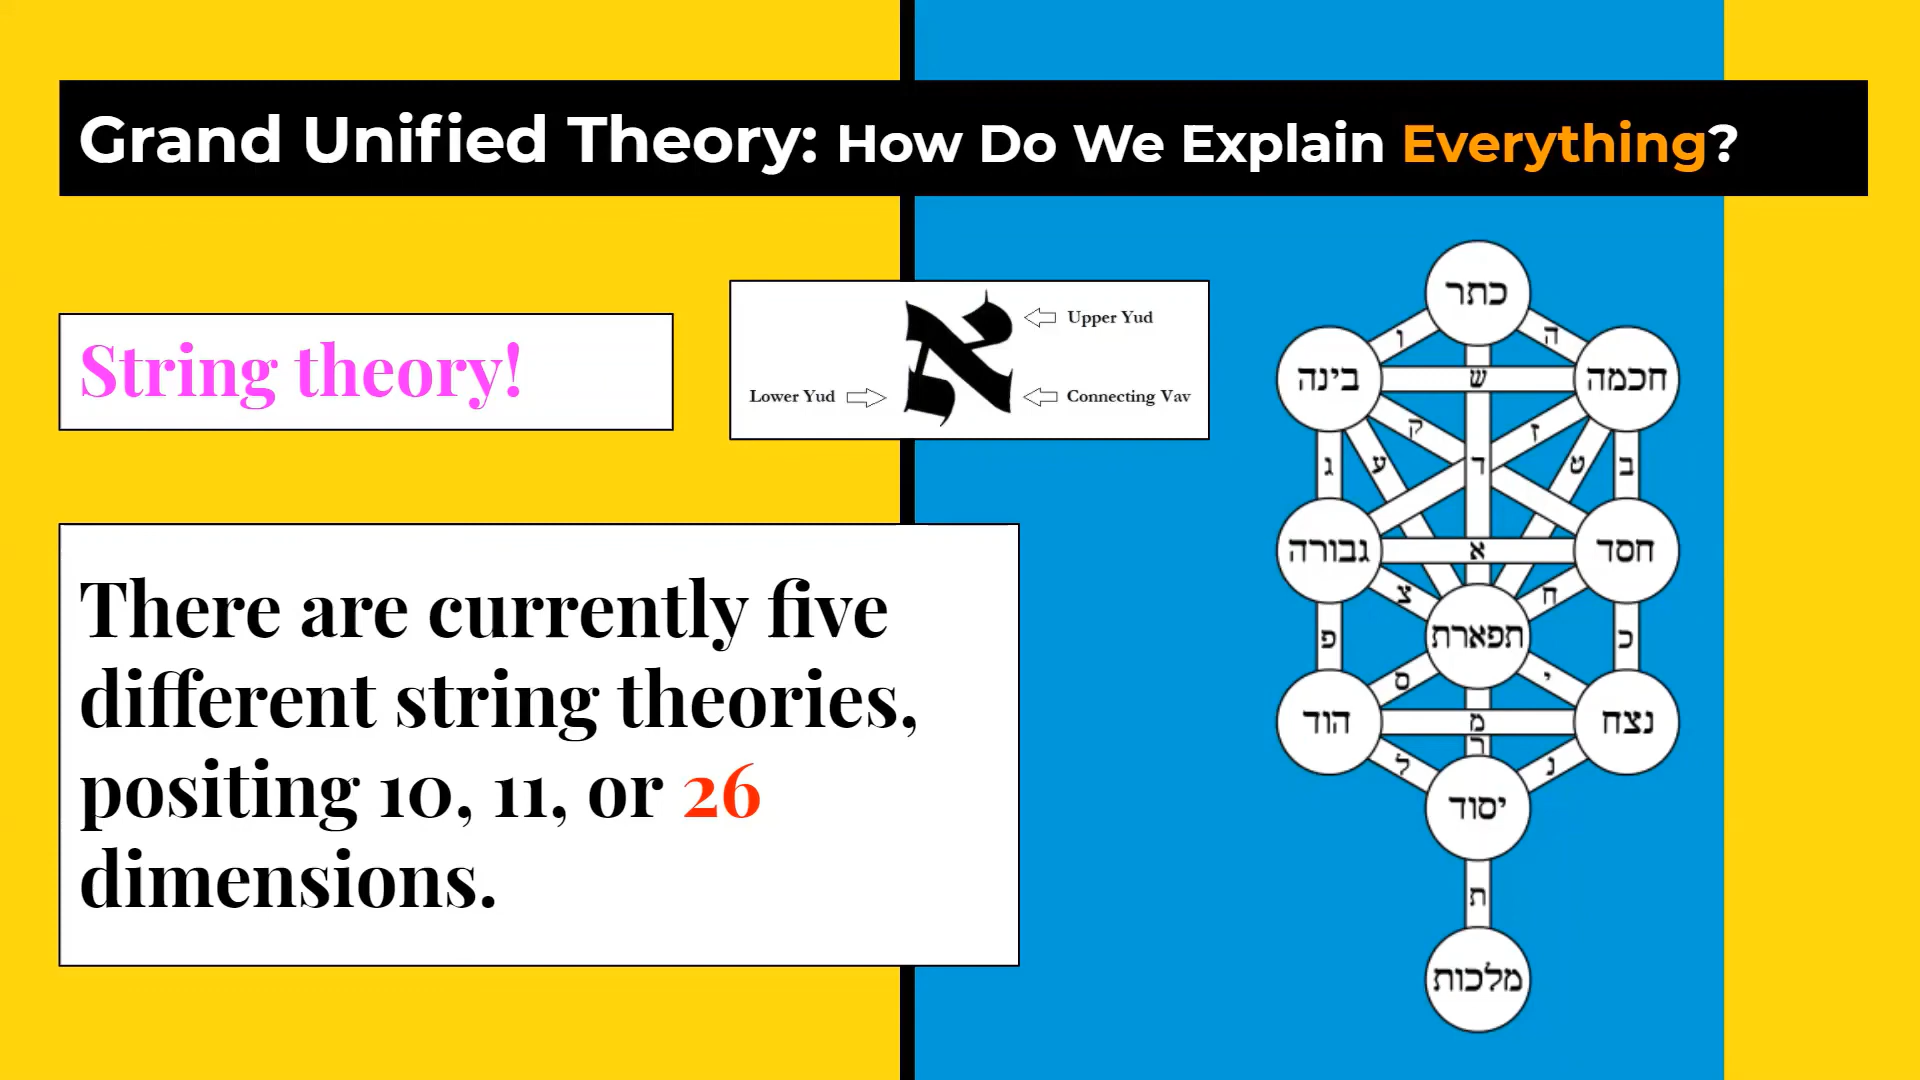 Grand Unified Theory: How Do We Explain Everything?
String theory!
Upper Yud
Lower Yud
Connecting Vav
א
There are currently five
different string theories,
positing 10, 11, or 26
dimensions.
כתר
ה
ו
חכמה
ש
בינה
ז
ק
ב
ט
ד
ע
ג
חסד
א
גבורה
ח
צ
כ
תפארת
פ
י
ס
נצח
מ
הוד
ר
נ
ל
יסוד
ת
מלכות